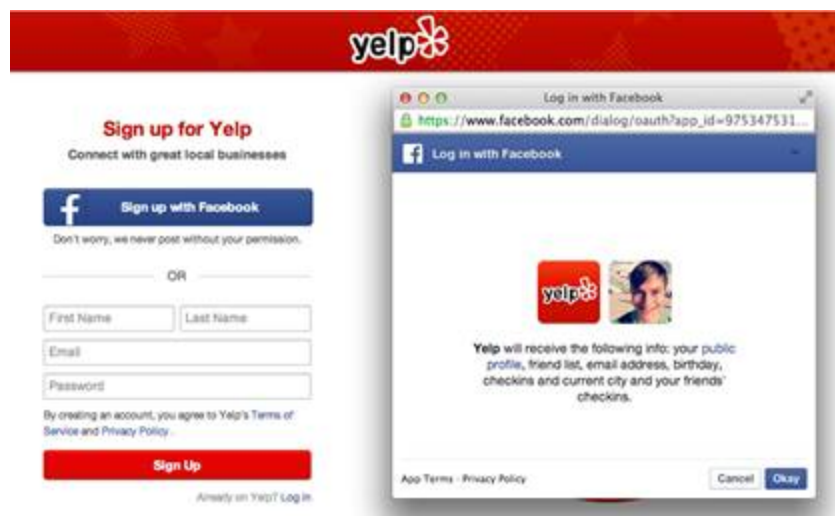 yelp
Sign up for Yelp
Connect with great local businesses
f Sign up with Facebook
Don't worry, we never post without your permission.
OR
First Name Last Name
Email
Password
By creating an account, you agree to Yelp's Terms of
Service and Privacy Policy.
Sign Up
Already on Yelp? Log in
Log in with Facebook
https://www.facebook.com/dialog/oauth?app_id=975347531...
f Log in with Facebook
yelp
Yelp will receive the following info: your public
profile, friend list, email address, birthday,
checkins and current city and your friends'
checkins.
App Terms · Privacy Policy Cancel Okay